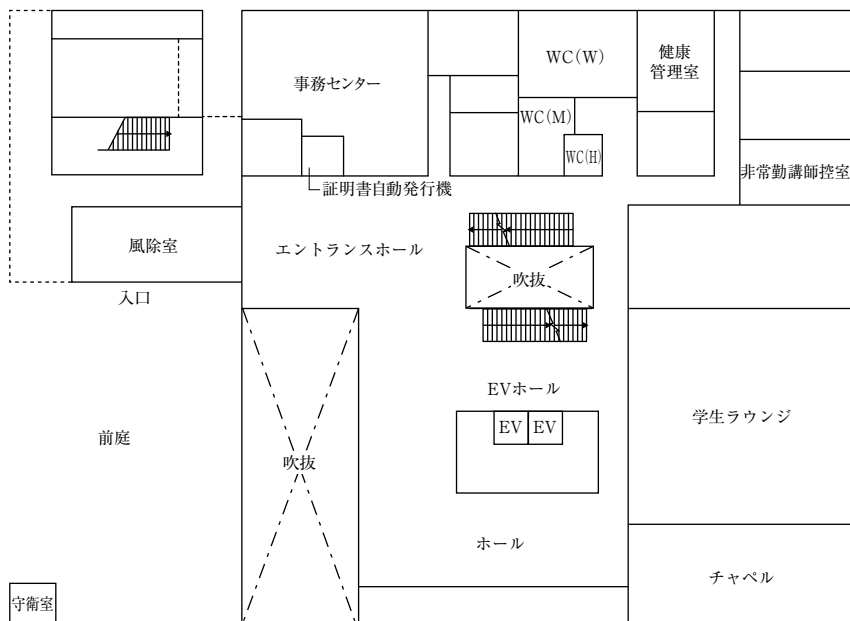 事務センター
WC(W)
健康
管理室
WC(M)
WC(H)
非常勤講師控室
証明書自動発行機
風除室
エントランスホール
吹抜
入口
EVホール
EV
EV
学生ラウンジ
前庭
吹抜
ホール
チャペル
守衛室